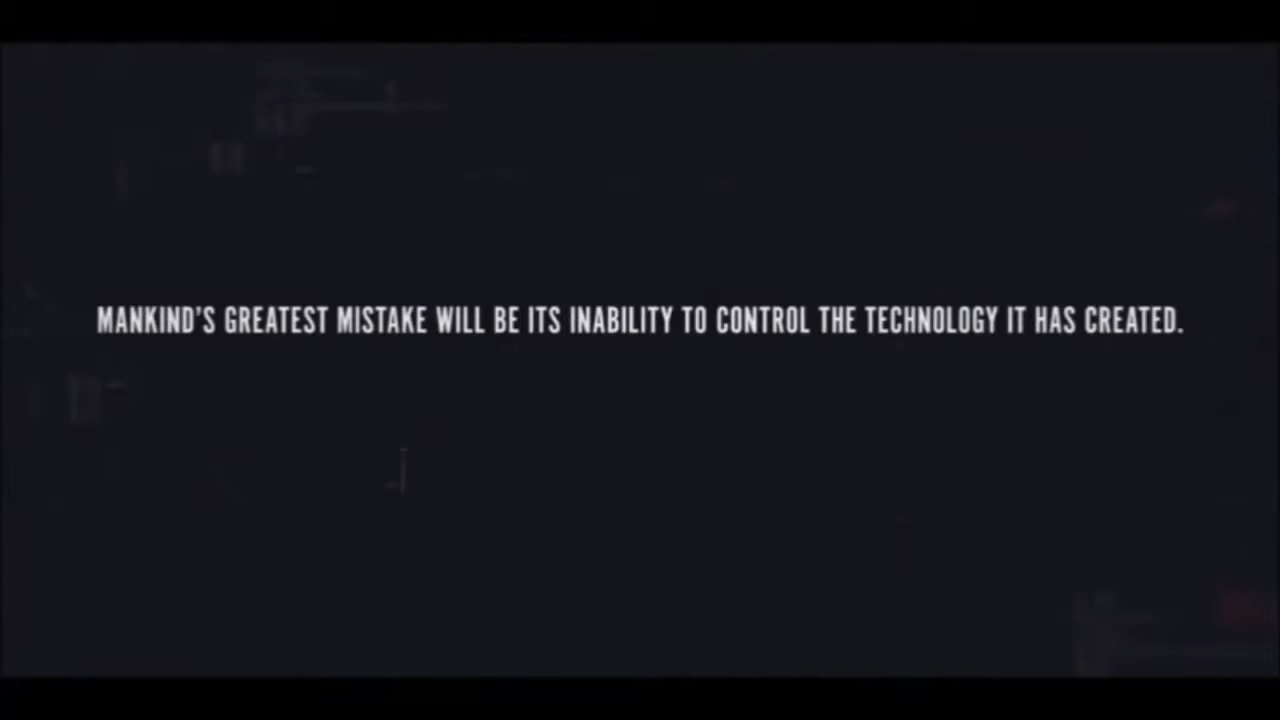 MANKIND'S GREATEST MISTAKE WILL BE ITS INABILITY TO CONTROL THE TECHNOLOGY IT HAS CREATED.